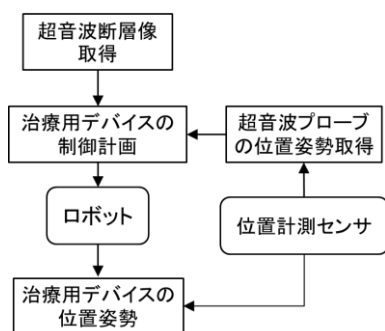 超音波断層像
取得
治療用デバイスの
制御計画
超音波プローブ
の位置姿勢取得
ロボット
位置計測センサ
治療用デバイスの
位置姿勢